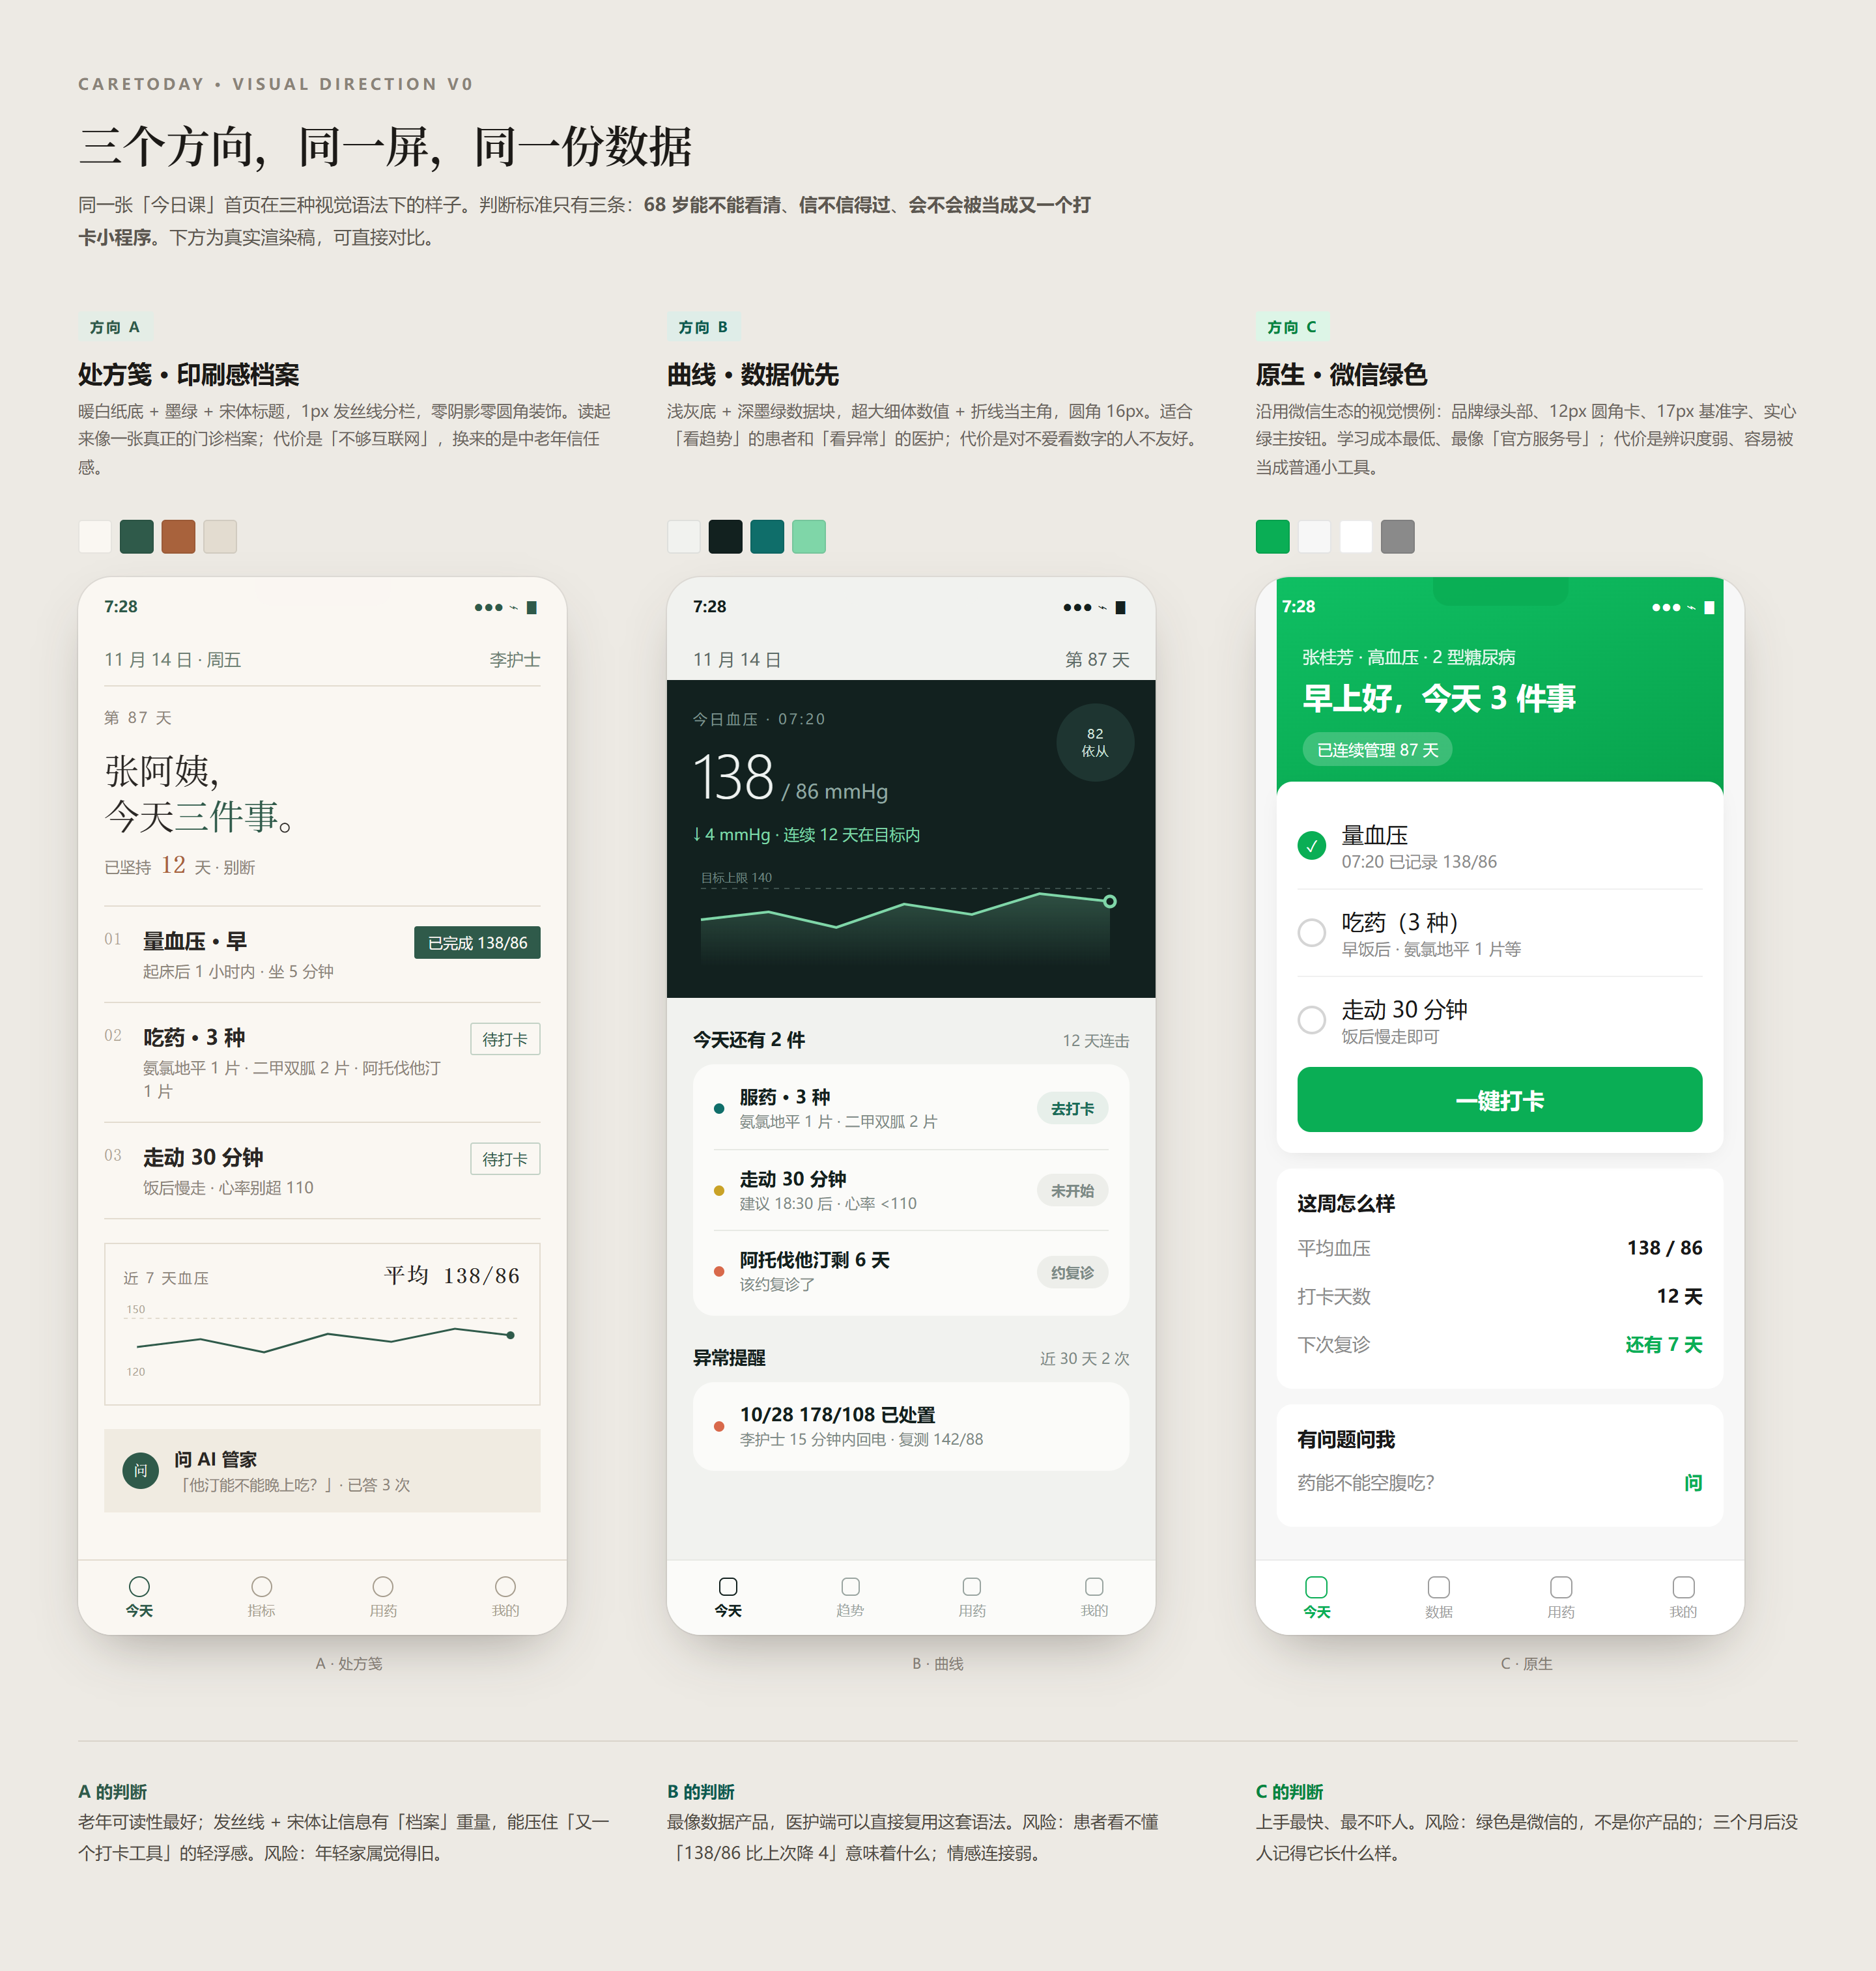 CARETODAY • VISUAL DIRECTION V0
三个方向，同一屏，同一份数据
同一张「今日课」首页在三种视觉语法下的样子。判断标准只有三条：68 岁能不能看清、信不信得过、会不会被当成又一个打
卡小程序。下方为真实渲染稿，可直接对比。
方向 A
处方笺 • 印刷感档案
暖白纸底 + 墨绿 + 宋体标题，1px 发丝线分栏，零阴影零圆角装饰。读起
来像一张真正的门诊档案；代价是「不够互联网」，换来的是中老年信任
感。
7:28
11 月 14 日 · 周五
李护士
第 87 天
张阿姨，
今天三件事。
已坚持 12 天 · 别断
01
量血压 • 早
已完成 138/86
起床后 1 小时内 · 坐 5 分钟
02
吃药 • 3 种
待打卡
氨氯地平 1 片 · 二甲双胍 2 片 · 阿托伐他汀
1 片
03
走动 30 分钟
待打卡
饭后慢走 · 心率别超 110
近 7 天血压
平均 138/86
150
120
问
问 AI 管家
「他汀能不能晚上吃？」· 已答 3 次
今天
指标
用药
我的
A · 处方笺
方向 B
曲线 • 数据优先
浅灰底 + 深墨绿数据块，超大细体数值 + 折线当主角，圆角 16px。适合
「看趋势」的患者和「看异常」的医护；代价是对不爱看数字的人不友好。
7:28
11 月 14 日
第 87 天
今日血压 · 07:20
82
依从
138 / 86 mmHg
↓ 4 mmHg · 连续 12 天在目标内
目标上限 140
今天还有 2 件
12 天连击
服药 • 3 种
氨氯地平 1 片 · 二甲双胍 2 片
去打卡
走动 30 分钟
建议 18:30 后 · 心率 <110
未开始
阿托伐他汀剩 6 天
该约复诊了
约复诊
异常提醒
近 30 天 2 次
10/28 178/108 已处置
李护士 15 分钟内回电 · 复测 142/88
今天
趋势
用药
我的
B · 曲线
方向 C
原生 • 微信绿色
沿用微信生态的视觉惯例：品牌绿头部、12px 圆角卡、17px 基准字、实心
绿主按钮。学习成本最低、最像「官方服务号」；代价是辨识度弱、容易被
当成普通小工具。
7:28
张桂芳 · 高血压 · 2 型糖尿病
早上好，今天 3 件事
已连续管理 87 天
量血压
07:20 已记录 138/86
吃药（3 种）
早饭后 · 氨氯地平 1 片等
走动 30 分钟
饭后慢走即可
一键打卡
这周怎么样
平均血压
138 / 86
打卡天数
12 天
下次复诊
还有 7 天
有问题问我
药能不能空腹吃？
问
今天
数据
用药
我的
C · 原生
A 的判断
老年可读性最好；发丝线 + 宋体让信息有「档案」重量，能压住「又一
个打卡工具」的轻浮感。风险：年轻家属觉得旧。
B 的判断
最像数据产品，医护端可以直接复用这套语法。风险：患者看不懂
「138/86 比上次降 4」意味着什么；情感连接弱。
C 的判断
上手最快、最不吓人。风险：绿色是微信的，不是你产品的；三个月后没
人记得它长什么样。